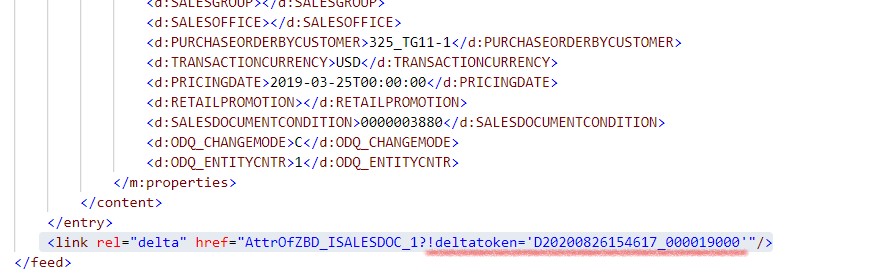 <d:SALESGROUP></d:SALESGROUP>
<d:SALESOFFICE></d:SALESOFFICE>
<d:PURCHASEORDERBYCUSTOMER>325_TG11-1</d:PURCHASEORDERBYCUSTOMER>
<d:TRANSACTIONCURRENCY>USD</d:TRANSACTIONCURRENCY>
<d:PRICINGDATE>2019-03-25T00:00:00</d:PRICINGDATE>
<d:RETAILPROMOTION></d:RETAILPROMOTION>
<d:SALESDOCUMENTCONDITION>0000003880</d:SALESDOCUMENTCONDITION>
<d:ODQ_CHANGEMODE>C</d:ODQ_CHANGEMODE>
<d:ODQ_ENTITYCNTR>1</d:ODQ_ENTITYCNTR>
</m:properties>
</content>
</entry>
<link rel="delta" href="AttrOfZBD_ISALESDOC_1?!deltatoken='D20200826154617_000019000'"/>
</feed>